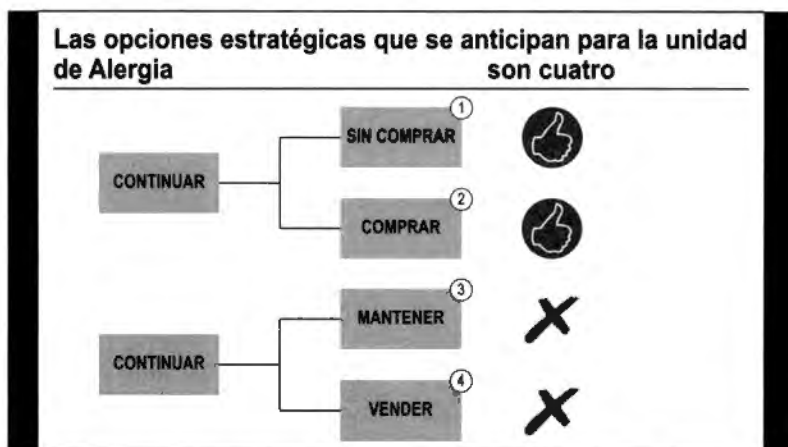 Las opciones estratégicas que se anticipan para la unidad
de Alergia son cuatro
1
SIN COMPRAR
CONTINUAR
2
COMPRAR
3
MANTENER
CONTINUAR
4
VENDER